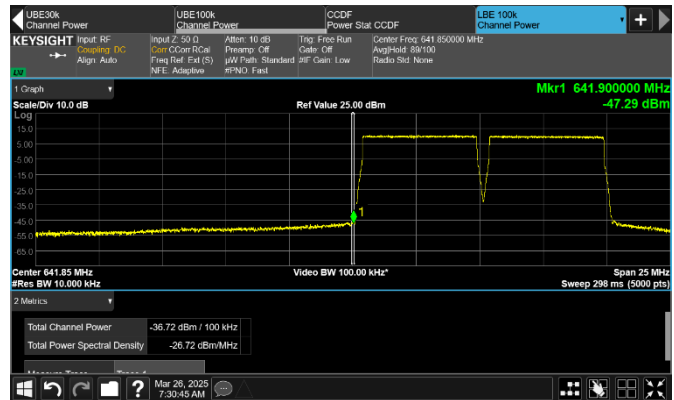 UBE30k
Channel Power
UBE100k
Channel Power
CCDF
Power Stat CCDF
LBE 100k
Channel Power
KEYSIGHT
Input: RF
Coupling: DC
Align: Auto
Input Z: 50 Ω
Corr CCorr RCal
Freq Ref: Ext (S)
NFE: Adaptive
Atten: 10 dB
Preamp: Off
µW Path: Standard
#PNO: Fast
Trig: Free Run
Gate: Off
#IF Gain: Low
Center Freq: 641.850000 MHz
Avg|Hold: 89/100
Radio Std: None
LXI
1 Graph
Mkr1 641.900000 MHz
-47.29 dBm
Scale/Div 10.0 dB
Ref Value 25.00 dBm
Log
15.0
5.00
-5.00
-15.0
-25.0
-35.0
-45.0
-55.0
-65.0
1
Center 641.85 MHz
#Res BW 10.000 kHz
Video BW 100.00 kHz*
Span 25 MHz
Sweep 298 ms (5000 pts)
2 Metrics
Total Channel Power -36.72 dBm / 100 kHz
Total Power Spectral Density -26.72 dBm/MHz
Measure Trace Trace 1
?
Mar 26, 2025
7:30:45 AM